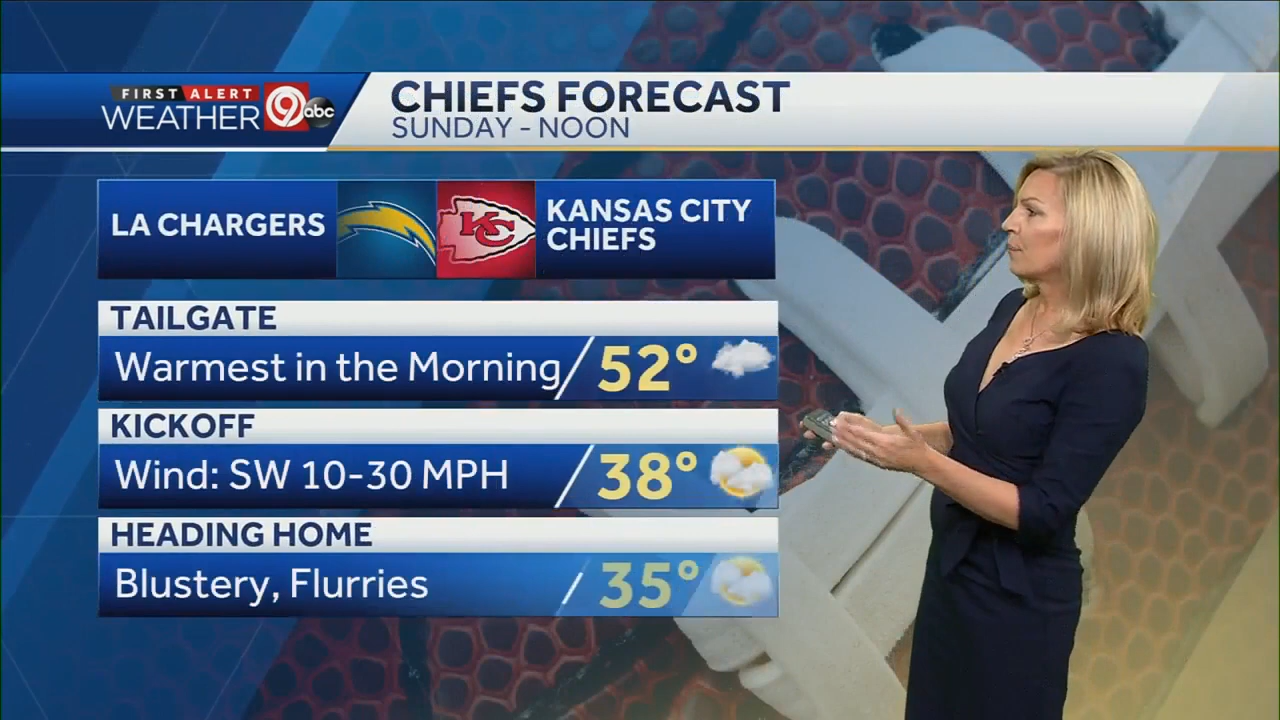 FIRST ALERT
WEATHER 9 abc
CHIEFS FORECAST
SUNDAY - NOON
LA CHARGERS
KC
KANSAS CITY
CHIEFS
TAILGATE
Warmest in the Morning 52°
KICKOFF
Wind: SW 10-30 MPH 38°
HEADING HOME
Blustery, Flurries 35°